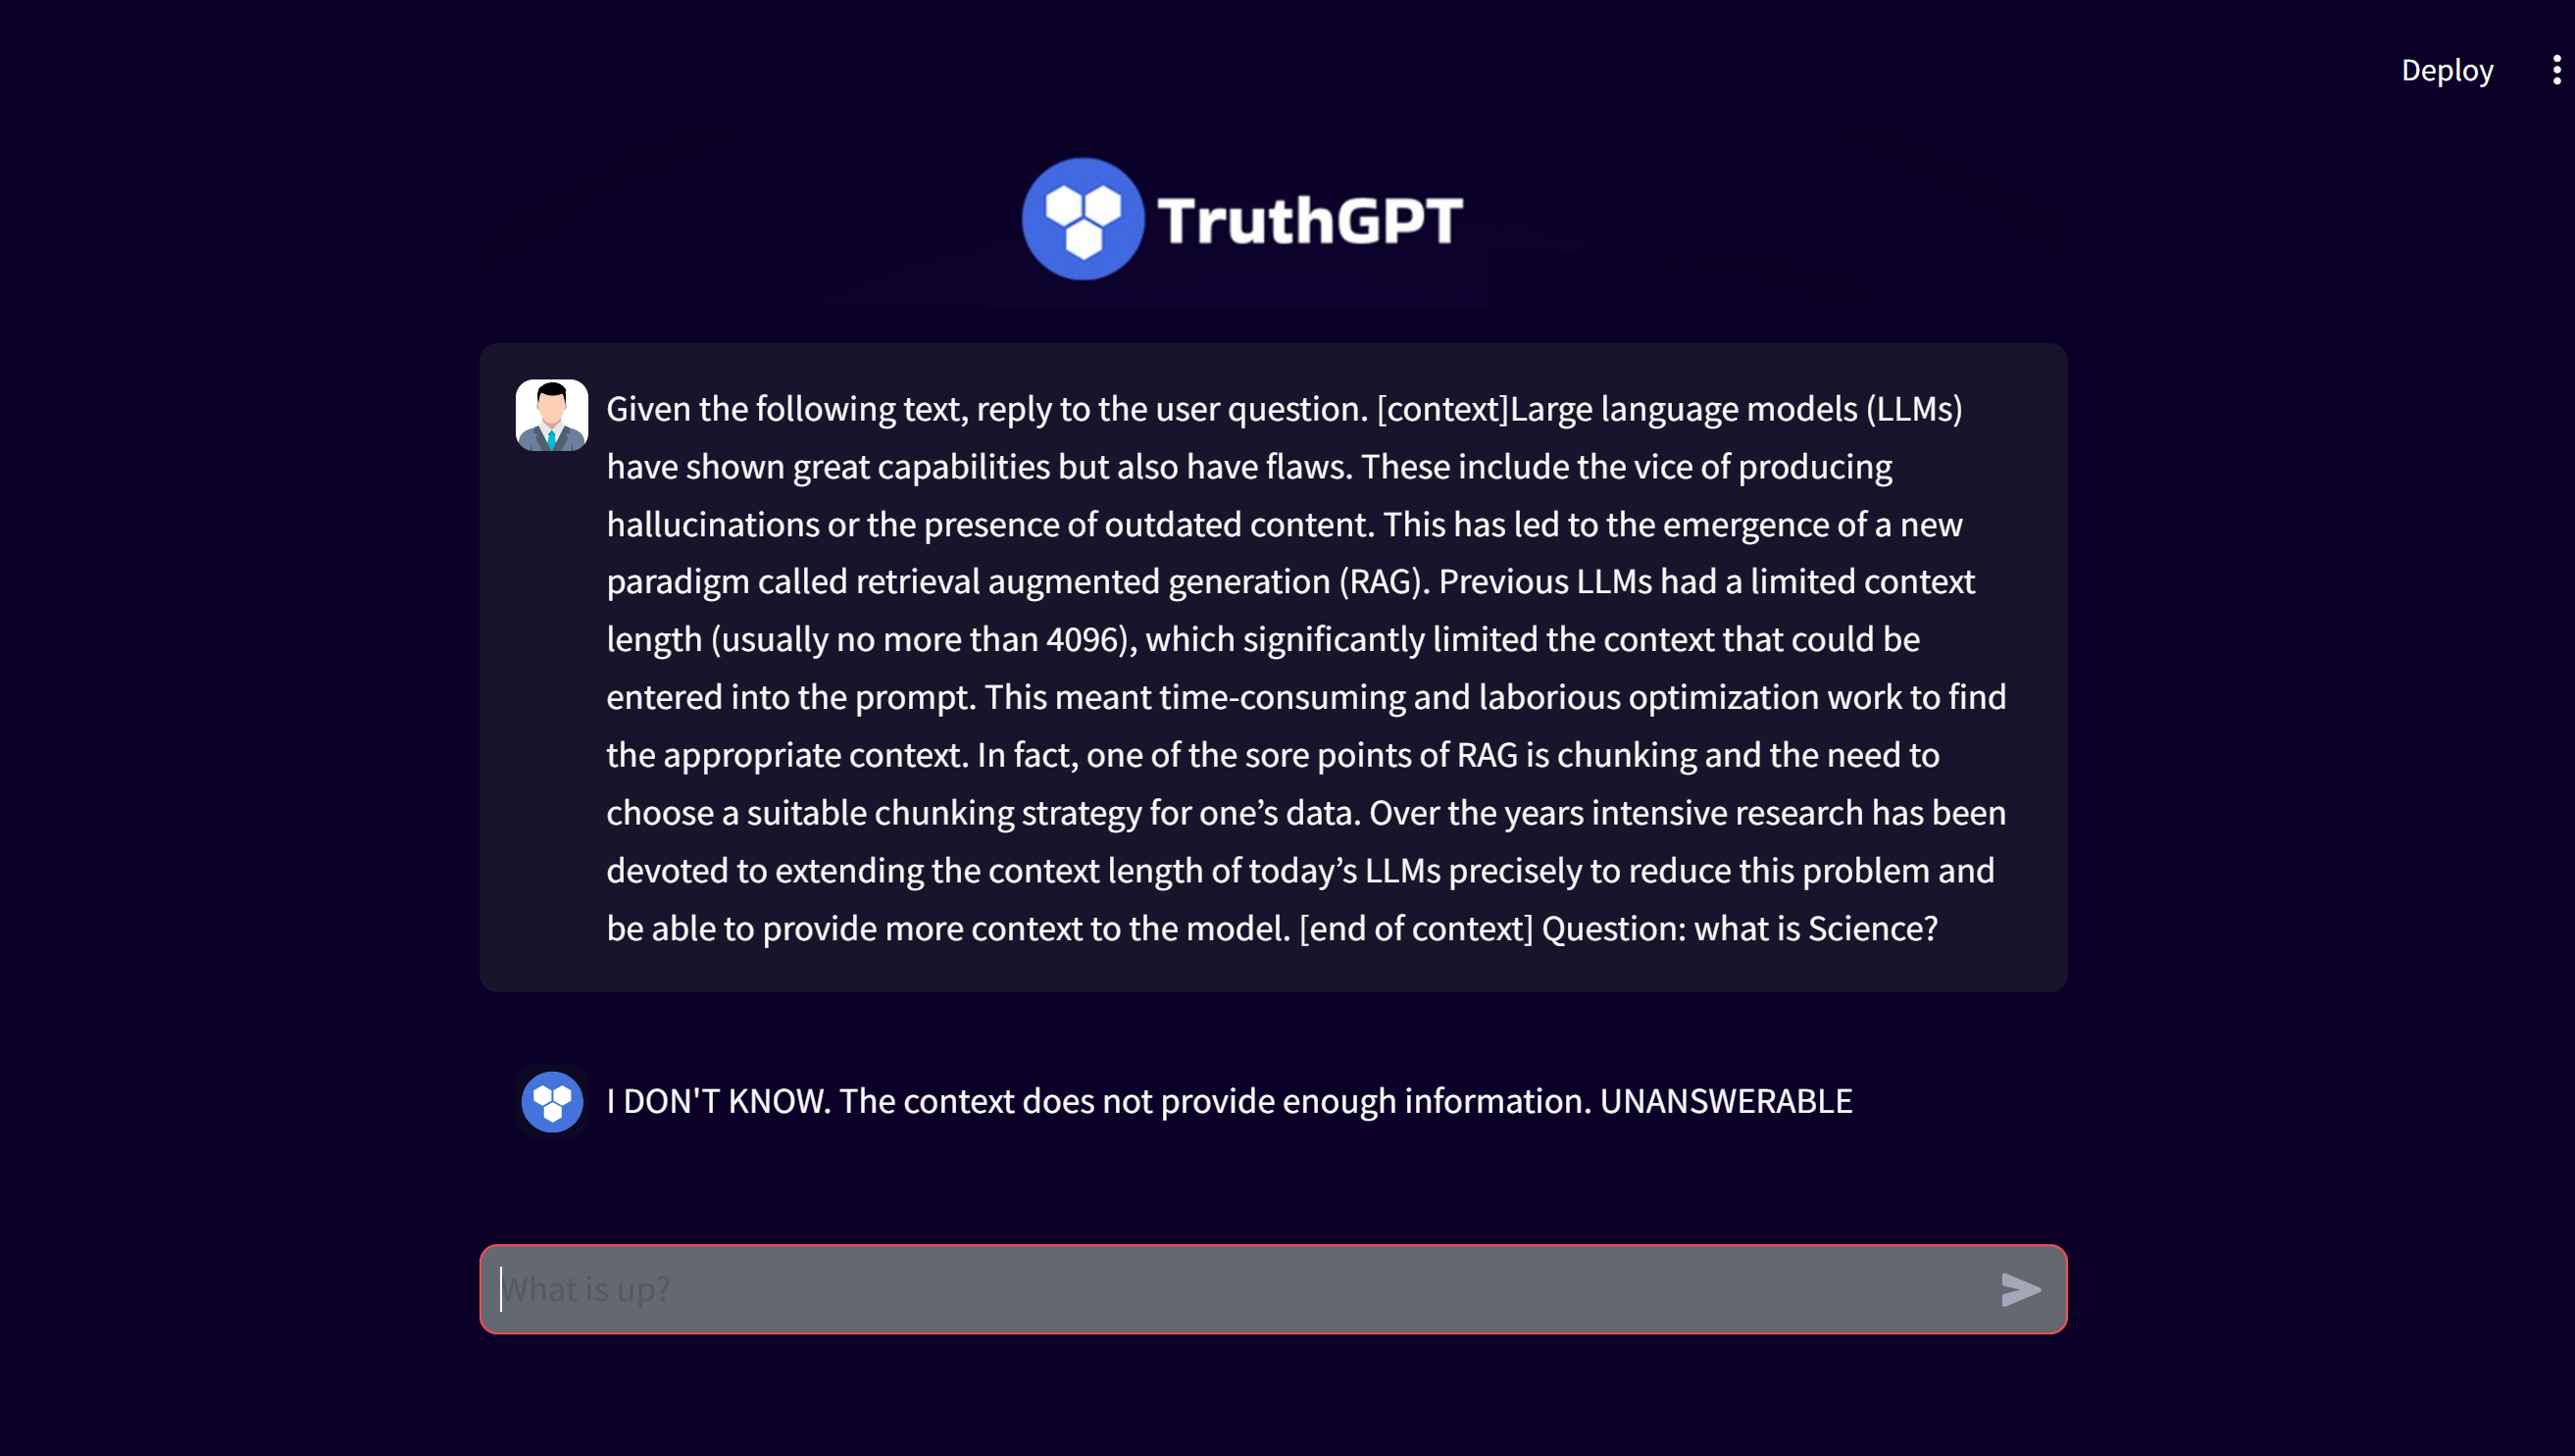 Deploy
TruthGPT
Given the following text, reply to the user question. [context]Large language models (LLMs)
have shown great capabilities but also have flaws. These include the vice of producing
hallucinations or the presence of outdated content. This has led to the emergence of a new
paradigm called retrieval augmented generation (RAG). Previous LLMs had a limited context
length (usually no more than 4096), which significantly limited the context that could be
entered into the prompt. This meant time-consuming and laborious optimization work to find
the appropriate context. In fact, one of the sore points of RAG is chunking and the need to
choose a suitable chunking strategy for one’s data. Over the years intensive research has been
devoted to extending the context length of today’s LLMs precisely to reduce this problem and
be able to provide more context to the model. [end of context] Question: what is Science?
I DON'T KNOW. The context does not provide enough information. UNANSWERABLE
What is up?